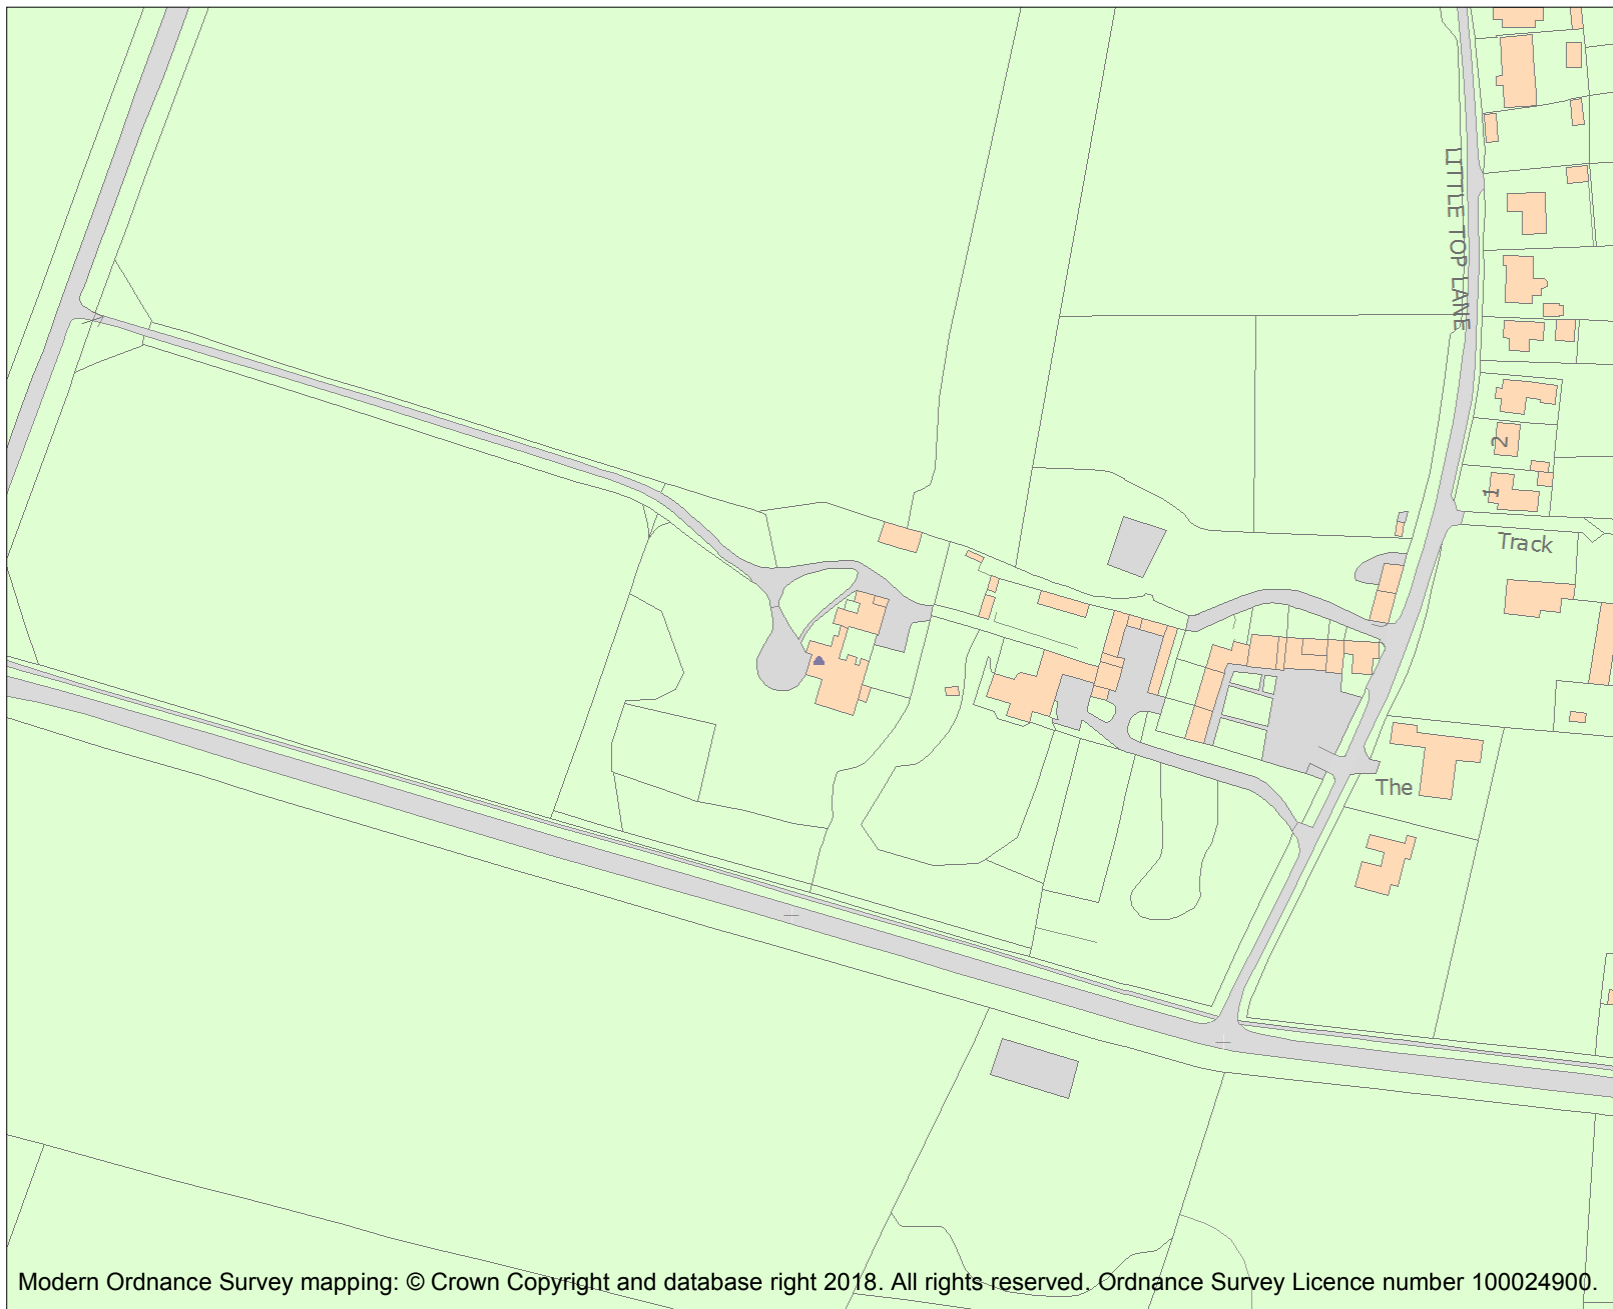 LITTLE TOP LANE
2
1
Track
The
Modern Ordnance Survey mapping: © Crown Copyright and database right 2018. All rights reserved. Ordnance Survey Licence number 100024900.